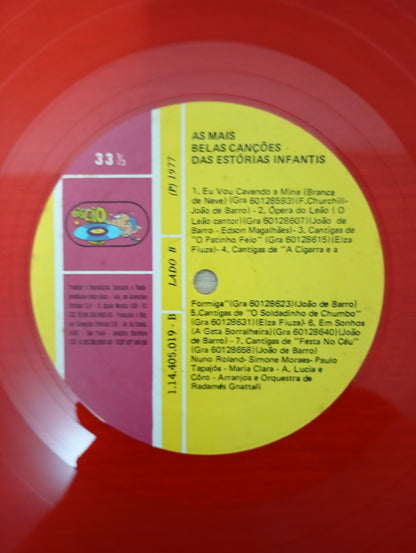 AS MAIS
BELAS CANÇÕES
DAS ESTÓRIAS INFANTIS
33⅓
1. Eu Vou Cavando a Mina (Branca
de Neve) (Gra 60128593)(F.Churchill-
João de Barro) - 2. Ópera do Leão ( O
Leão cantor)(Gra 60128607)(João de
Barro - Edson Magalhães)- 3. Cantigas de
"O Patinho Feio" (Gra 60128615)(Elza
Fiuza)- 4. Cantigas de "A Cigarra e a
Formiga"(Gra 60128623)(João de Barro)
5.Cantigas de "O Soldadinho de Chumbo"
(Gra 60128631)(Elza Fiuza)- 6. Em Sonhos
(A Gata Borralheira)(Gra 60128640)(João
de Barro) - 7. Cantigas de "Festa No Céu"
(Gra 60128658)(João de Barro)
Nuno Roland- Simone Moraes- Paulo
Tapajós - Maria Clara - A. Lucia e
Côro - Arranjos e Orquestra de
Radamés Gnattali
(P) 1977
LADO B
1.14.405.019 - B